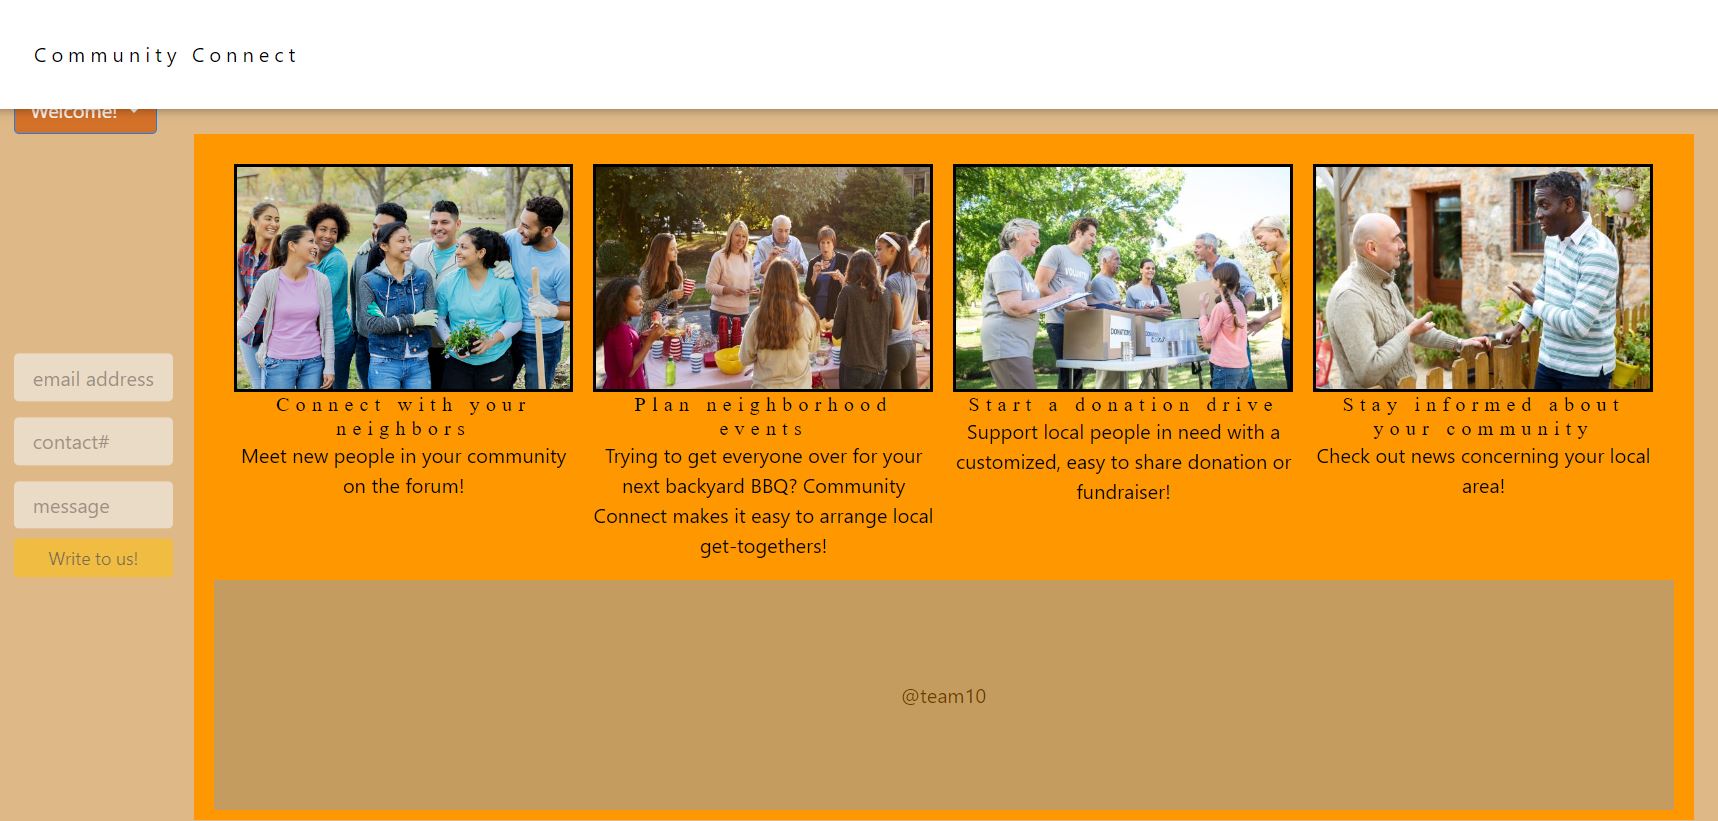 Community Connect
Welcome!
email address
contact#
message
Write to us!
VOLUNTEER
DONATIONS
Connect with your
neighbors
Meet new people in your community
on the forum!
Plan neighborhood
events
Trying to get everyone over for your
next backyard BBQ? Community
Connect makes it easy to arrange local
get-togethers!
Start a donation drive
Support local people in need with a
customized, easy to share donation or
fundraiser!
Stay informed about
your community
Check out news concerning your local
area!
@team10